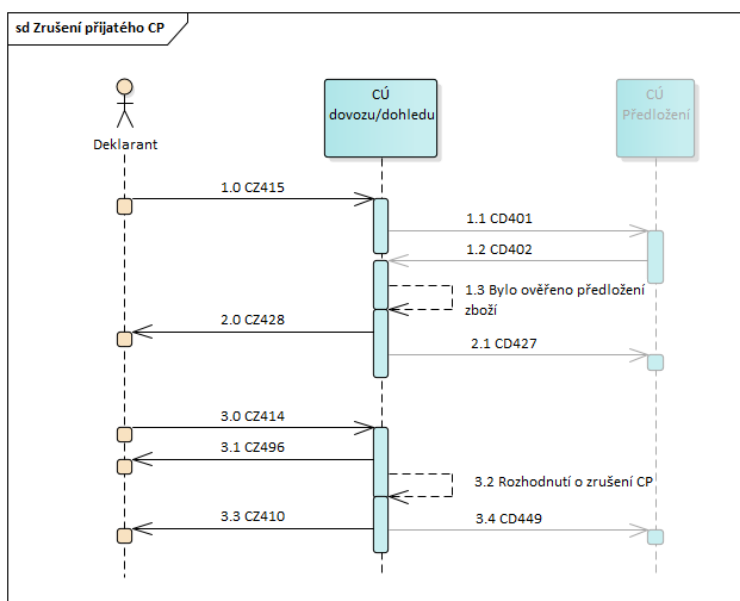 sd Zrušení přijatého CP
CÚ
dovozu/dohledu
CÚ
Předložení
Deklarant
1.0 CZ415
1.1 CD401
1.2 CD402
1.3 Bylo ověřeno předložení
zboží
2.0 CZ428
2.1 CD427
3.0 CZ414
3.1 CZ496
3.2 Rozhodnutí o zrušení CP
3.3 CZ410
3.4 CD449